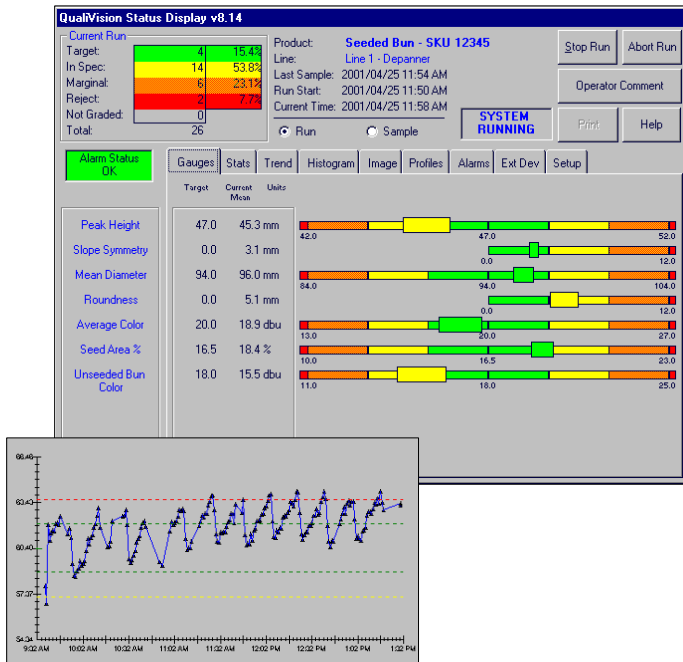 QualiVision Status Display v8.14
Current Run
Target: 4 15.4%
In Spec: 14 53.8%
Marginal: 6 23.1%
Reject: 2 7.7%
Not Graded: 0
Total: 26
Product: Seeded Bun - SKU 12345
Line: Line 1 - Depanner
Last Sample: 2001/04/25 11:54 AM
Run Start: 2001/04/25 11:50 AM
Current Time: 2001/04/25 11:58 AM
Run Sample
SYSTEM RUNNING
Stop Run Abort Run
Operator Comment
Print Help
Alarm Status
OK
Gauges Stats Trend Histogram Image Profiles Alarms Ext Dev Setup
Target Current Mean Units
Peak Height 47.0 45.3 mm
42.0 47.0 52.0
Slope Symmetry 0.0 3.1 mm
0.0 12.0
Mean Diameter 94.0 96.0 mm
84.0 94.0 104.0
Roundness 0.0 5.1 mm
0.0 12.0
Average Color 20.0 18.9 dbu
13.0 20.0 27.0
Seed Area % 16.5 18.4 %
10.0 16.5 23.0
Unseeded Bun Color 18.0 15.5 dbu
11.0 18.0 25.0
66.46
63.43
60.40
57.37
54.34
9:32 AM 10:02 AM 10:32 AM 11:02 AM 11:32 AM 12:02 PM 12:32 PM 1:02 PM 1:32 PM